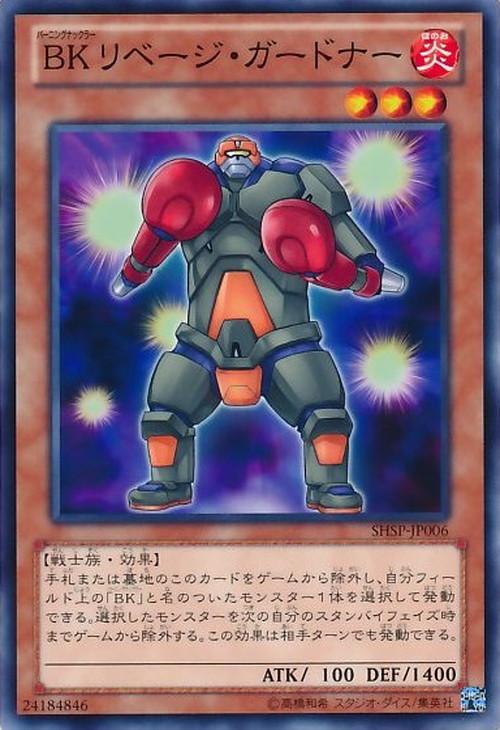 バーニングナックラー
BK リベージ・ガードナー
ほのお
炎
SHSP-JP006
【戦士族・効果】
手札または墓地のこのカードをゲームから除外し、自分フィー
ルド上の「BK」と名のついたモンスター1体を選択して発動
できる。選択したモンスターを次の自分のスタンバイフェイズ時
までゲームから除外する。この効果は相手ターンでも発動できる。
ATK/ 100 DEF/1400
24184846
©高橋和希 スタジオ・ダイス/集英社